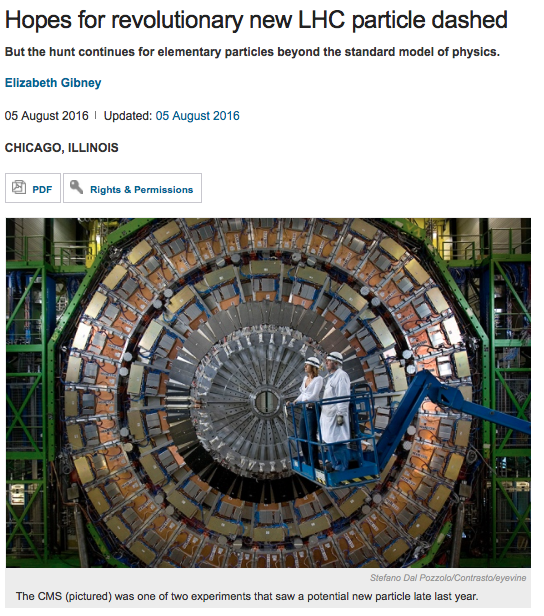 Hopes for revolutionary new LHC particle dashed
But the hunt continues for elementary particles beyond the standard model of physics.
Elizabeth Gibney
05 August 2016 | Updated: 05 August 2016
CHICAGO, ILLINOIS
PDF
Rights & Permissions
Stefano Dal Pozzolo/Contrasto/eyevine
The CMS (pictured) was one of two experiments that saw a potential new particle late last year.